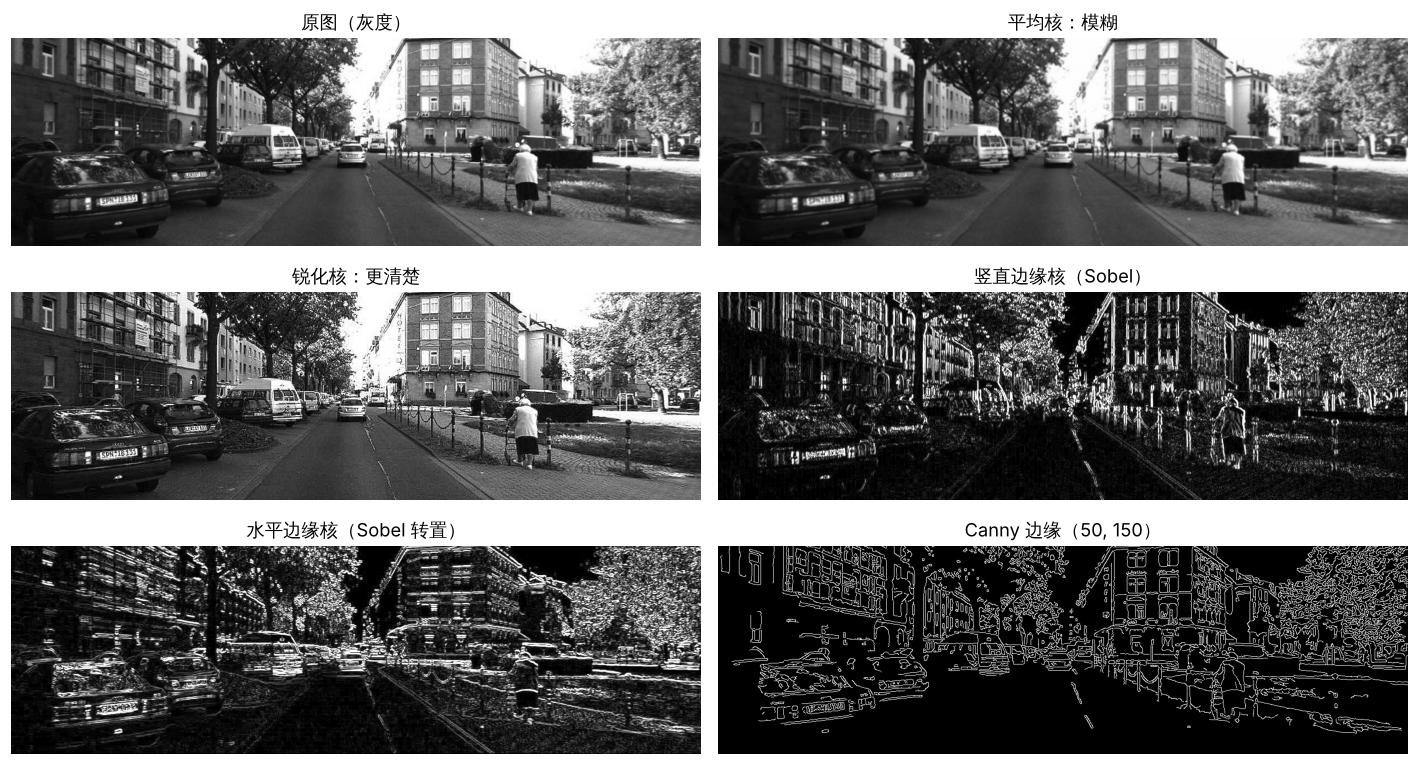 原图（灰度）
平均核：模糊
锐化核：更清楚
竖直边缘核（Sobel）
水平边缘核（Sobel 转置）
Canny 边缘（50, 150）